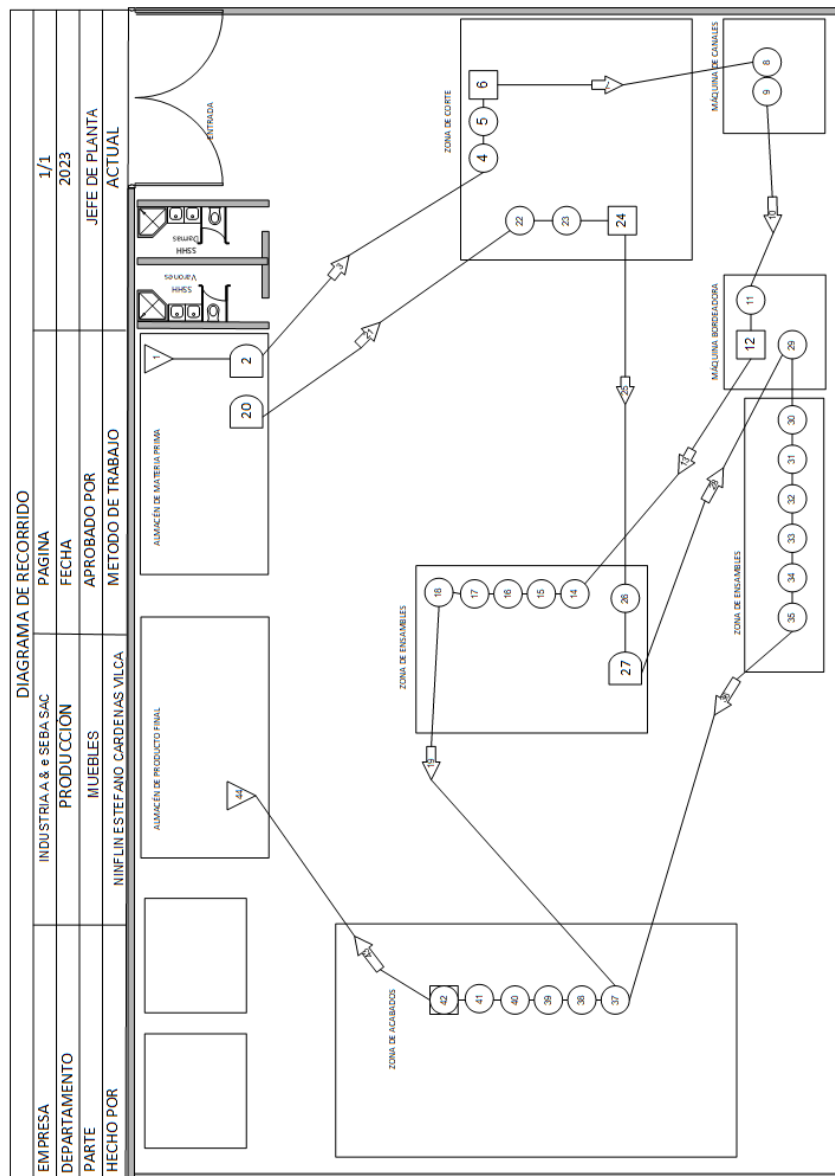 DIAGRAMA DE RECORRIDO
EMPRESA INDUSTRIA A & e SEBA SAC PAGINA 1/1
DEPARTAMENTO PRODUCCIÓN FECHA 2023
PARTE MUEBLES APROBADO POR JEFE DE PLANTA
HECHO POR NINFLIN ESTEFANO CARDENAS VILCA METODO DE TRABAJO ACTUAL
ALMACÉN DE PRODUCTO FINAL
44
ALMACÉN DE MATERIA PRIMA
1
20 2
SSHH Varones
SSHH Damas
ENTRADA
3
21
ZONA DE CORTE
4 5 6
22
23
24
7
MÁQUINA DE CANALES
9 8
10
MÁQUINA BORDEADORA
12 11
29
13
25
28
ZONA DE ENSAMBLES
18
17
16
15
14
27 26
19
ZONA DE ENSAMBLES
35 34 33 32 31 30
36
ZONA DE ACABADOS
42
41
40
39
38
37
43